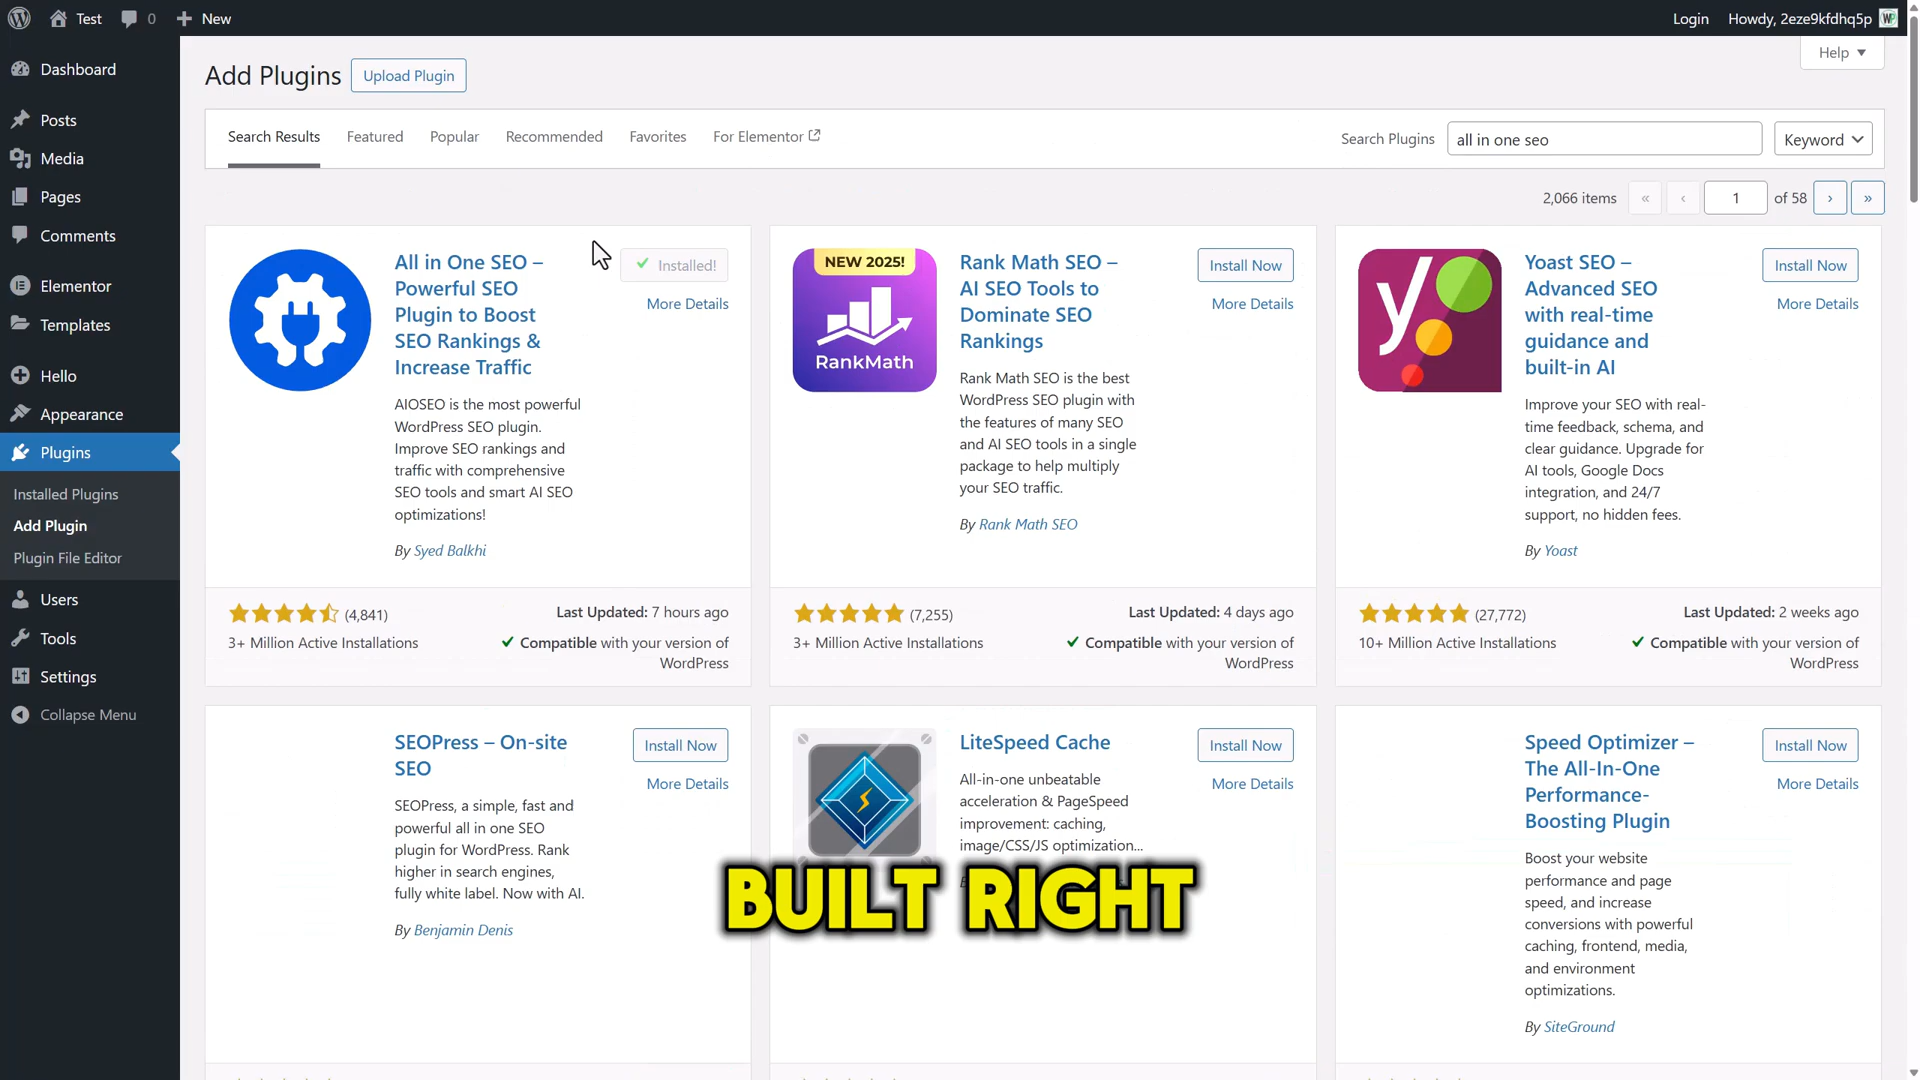 Test
0
New
Login
Howdy, 2eze9kfdhq5p
Help
Dashboard
Posts
Media
Pages
Comments
Elementor
Templates
Hello
Appearance
Plugins
Installed Plugins
Add Plugin
Plugin File Editor
Users
Tools
Settings
Collapse Menu
Add Plugins
Upload Plugin
Search Results
Featured
Popular
Recommended
Favorites
For Elementor
Search Plugins
all in one seo
Keyword
2,066 items
«
‹
1
of 58
›
»
All in One SEO –
Powerful SEO
Plugin to Boost
SEO Rankings &
Increase Traffic
Installed!
More Details
AIOSEO is the most powerful
WordPress SEO plugin.
Improve SEO rankings and
traffic with comprehensive
SEO tools and smart AI SEO
optimizations!
By Syed Balkhi
(4,841)
3+ Million Active Installations
Last Updated: 7 hours ago
Compatible with your version of
WordPress
NEW 2025!
RankMath
Rank Math SEO –
AI SEO Tools to
Dominate SEO
Rankings
Install Now
More Details
Rank Math SEO is the best
WordPress SEO plugin with
the features of many SEO
and AI SEO tools in a single
package to help multiply
your SEO traffic.
By Rank Math SEO
(7,255)
3+ Million Active Installations
Last Updated: 4 days ago
Compatible with your version of
WordPress
y
Yoast SEO –
Advanced SEO
with real-time
guidance and
built-in AI
Install Now
More Details
Improve your SEO with real-
time feedback, schema, and
clear guidance. Upgrade for
AI tools, Google Docs
integration, and 24/7
support, no hidden fees.
By Yoast
(27,772)
10+ Million Active Installations
Last Updated: 2 weeks ago
Compatible with your version of
WordPress
SEOPress – On-site
SEO
Install Now
More Details
SEOPress, a simple, fast and
powerful all in one SEO
plugin for WordPress. Rank
higher in search engines,
fully white label. Now with AI.
By Benjamin Denis
LiteSpeed Cache
Install Now
More Details
All-in-one unbeatable
acceleration & PageSpeed
improvement: caching,
image/CSS/JS optimization...
Speed Optimizer –
The All-In-One
Performance-
Boosting Plugin
Install Now
More Details
Boost your website
performance and page
speed, and increase
conversions with powerful
caching, frontend, media,
and environment
optimizations.
By SiteGround
BUILT RIGHT